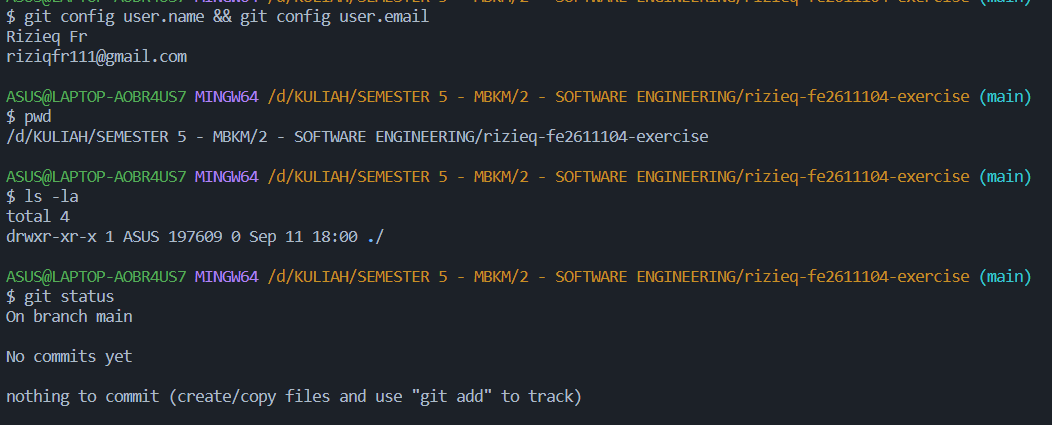 ASUS@LAPTOP-AOBR4US7 MINGW64 /d/KULIAH/SEMESTER 5 - MBKM/2 - SOFTWARE ENGINEERING/rizieq-fe2611104-exercise (main)
$ git config user.name && git config user.email
Rizieq Fr
riziqfr111@gmail.com
ASUS@LAPTOP-AOBR4US7 MINGW64 /d/KULIAH/SEMESTER 5 - MBKM/2 - SOFTWARE ENGINEERING/rizieq-fe2611104-exercise (main)
$ pwd
/d/KULIAH/SEMESTER 5 - MBKM/2 - SOFTWARE ENGINEERING/rizieq-fe2611104-exercise
ASUS@LAPTOP-AOBR4US7 MINGW64 /d/KULIAH/SEMESTER 5 - MBKM/2 - SOFTWARE ENGINEERING/rizieq-fe2611104-exercise (main)
$ ls -la
total 4
drwxr-xr-x 1 ASUS 197609 0 Sep 11 18:00 ./
ASUS@LAPTOP-AOBR4US7 MINGW64 /d/KULIAH/SEMESTER 5 - MBKM/2 - SOFTWARE ENGINEERING/rizieq-fe2611104-exercise (main)
$ git status
On branch main
No commits yet
nothing to commit (create/copy files and use "git add" to track)